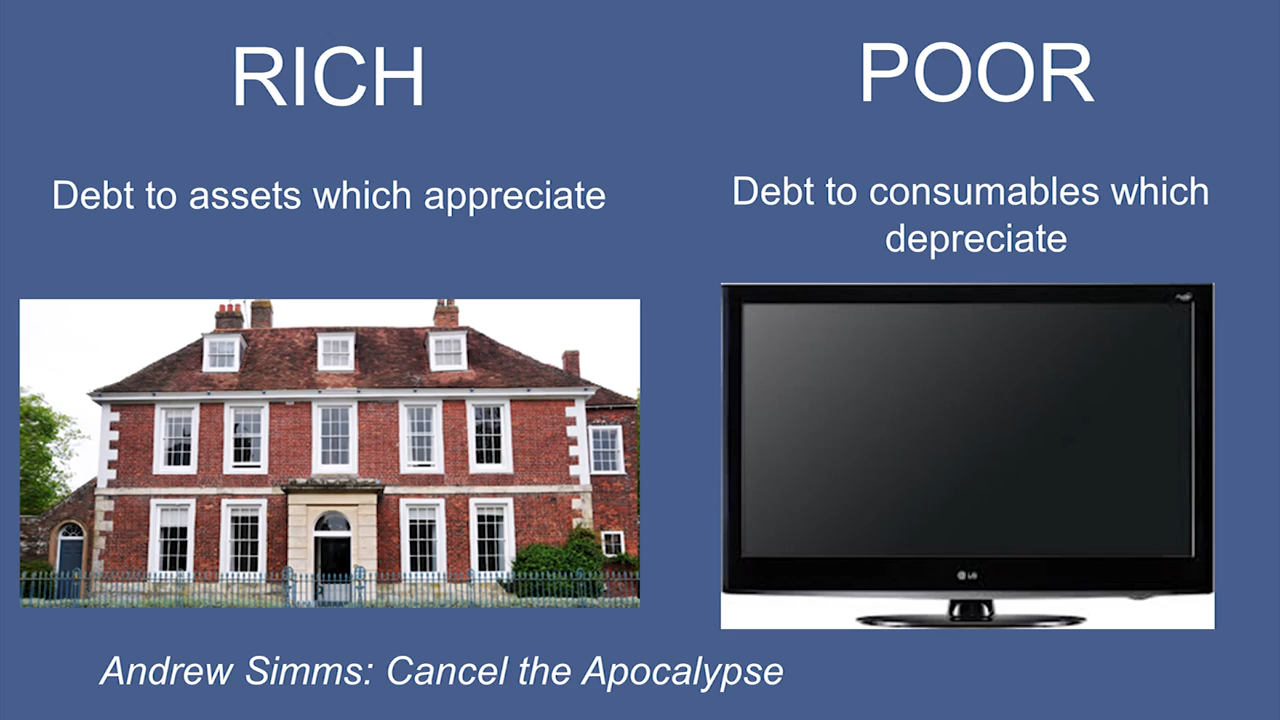 RICH
Debt to assets which appreciate
POOR
Debt to consumables which
depreciate
LG
Andrew Simms: Cancel the Apocalypse